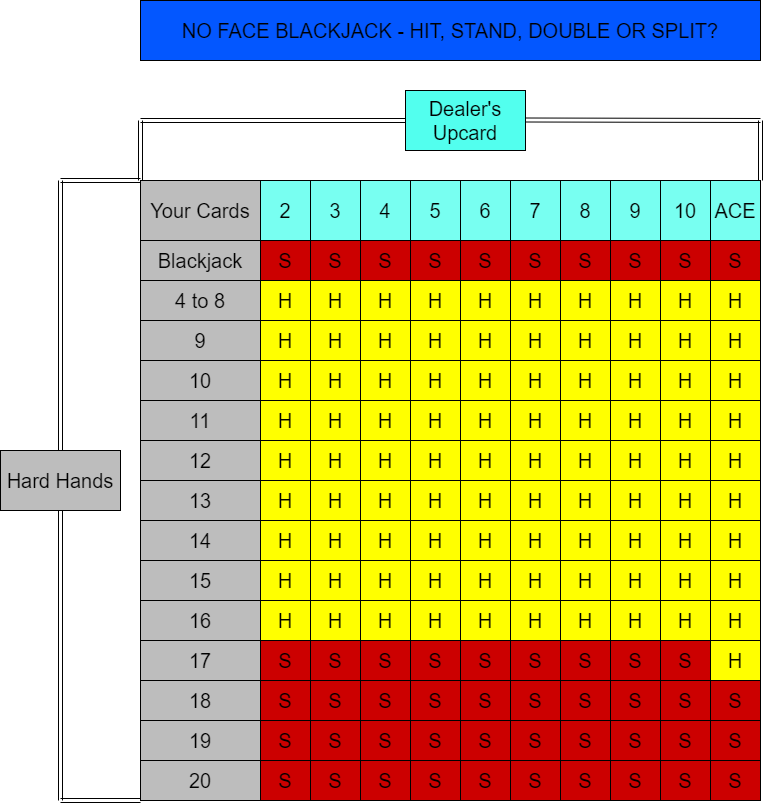 NO FACE BLACKJACK - HIT, STAND, DOUBLE OR SPLIT?
Dealer's
Upcard
Your Cards 2 3 4 5 6 7 8 9 10 ACE
Blackjack S S S S S S S S S S
4 to 8 H H H H H H H H H H
9 H H H H H H H H H H
10 H H H H H H H H H H
11 H H H H H H H H H H
12 H H H H H H H H H H
Hard Hands
13 H H H H H H H H H H
14 H H H H H H H H H H
15 H H H H H H H H H H
16 H H H H H H H H H H
17 S S S S S S S S S H
18 S S S S S S S S S S
19 S S S S S S S S S S
20 S S S S S S S S S S